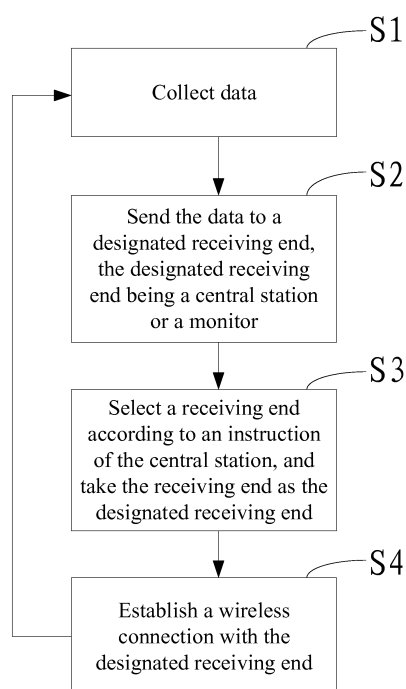 S1
Collect data
S2
Send the data to a
designated receiving end,
the designated receiving
end being a central station
or a monitor
S3
Select a receiving end
according to an instruction
of the central station, and
take the receiving end as the
designated receiving end
S4
Establish a wireless
connection with the
designated receiving end